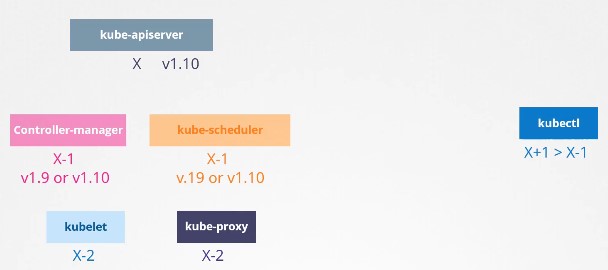 kube-apiserver
X v1.10
Controller-manager
X-1
v1.9 or v1.10
kube-scheduler
X-1
v.19 or v1.10
kubectl
X+1 > X-1
kubelet
X-2
kube-proxy
X-2